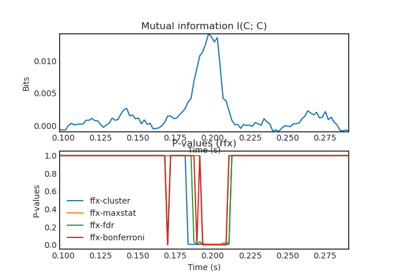 Mutual information I(C; C)
0.010
0.005
0.000
Bits
0.100 0.125 0.150 0.175 0.200 0.225 0.250 0.275
Time (s)
P-values (rfx)
1.0
0.8
0.6
0.4
0.2
0.0
P-values
ffx-cluster
ffx-maxstat
ffx-fdr
ffx-bonferroni
0.100 0.125 0.150 0.175 0.200 0.225 0.250 0.275
Time (s)